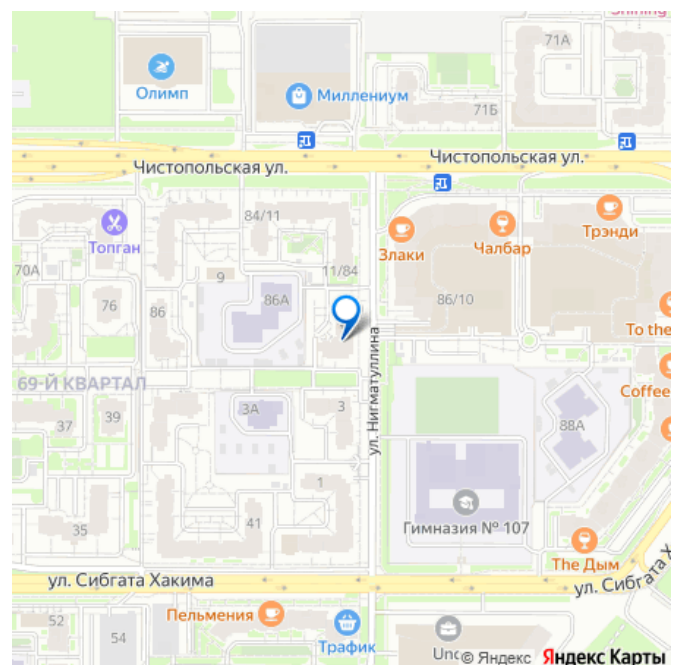 Shining
71А
Олимп
Миллениум
71Б
Чистопольская ул.
Чистопольская ул.
84/11
Топган
Злаки
Чалбар
Трэнди
70А
9
11/84
76
86
86А
86/10
To the
ул. Нигматуллина
69-Й КВАРТАЛ
Coffee
37
39
3А
3
88А
1
35
41
Гимназия № 107
The Дым
ул. Сибгата Хакима
ул. Сибгата Х
52
54
Пельмения
Трафик
Unc
© Яндекс Яндекс Карты